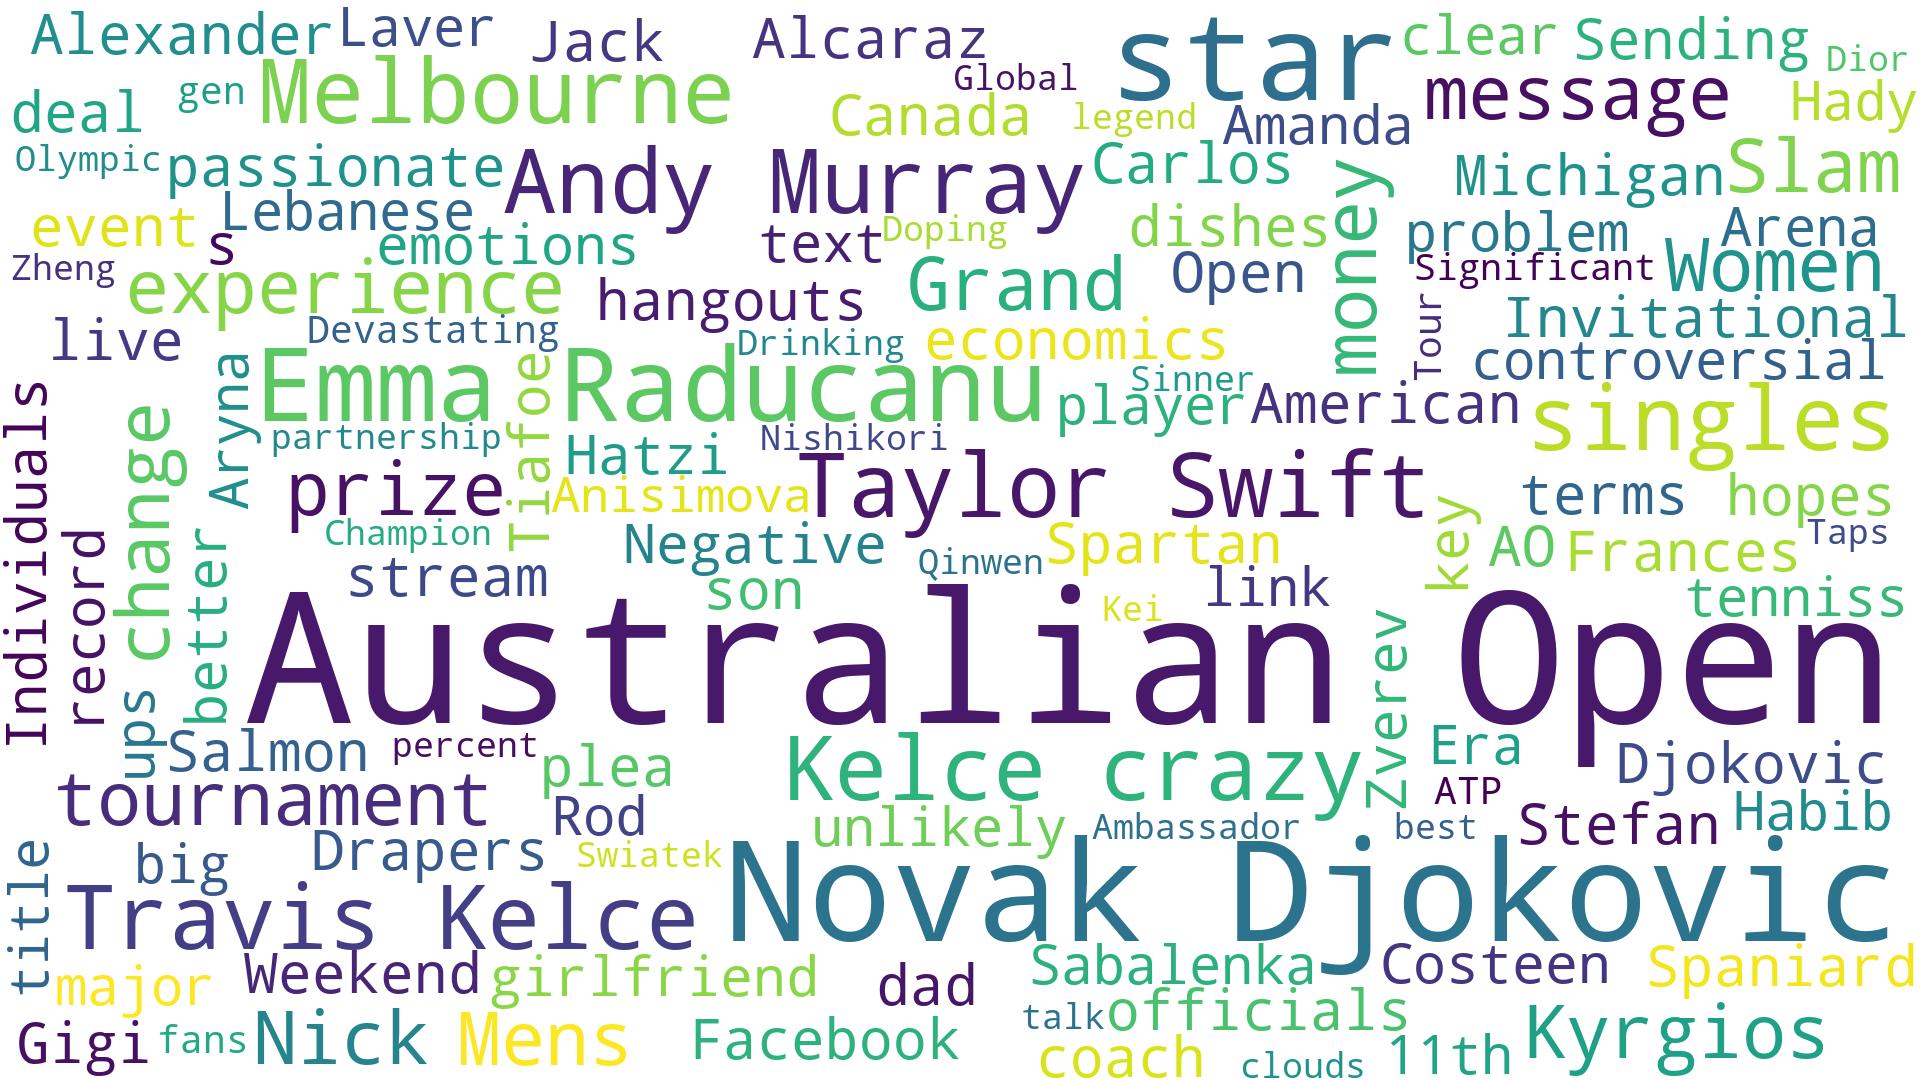 Alexander Laver Jack Alcaraz star clear Sending Dior
deal gen Melbourne Global Canada legend Amanda message Hady
Olympic passionate Andy Murray Carlos money Michigan Slam
event s Lebanese emotions text Doping dishes problem Arena
Zheng experience hangouts Grand Open Significant Women
live Devastating Drinking economics Tour Invitational controversial
Individuals change Aryna Emma Raducanu Tiafoe Sinner player American singles
partnership Hatzi Nishikori
prize Anisimova Taylor Swift key terms hopes
record better Champion Negative Qinwen Spartan AO Frances Taps
stream son Kei link tenniss
Australian Open
ups Zverev
Salmon percent plea Kelce crazy Era Djokovic
tournament Rod ATP Stefan Habib
title big Drapers Swiatek unlikely Ambassador best
Travis Kelce Novak Djokovic
major Weekend girlfriend dad Sabalenka Costeen Spaniard
Gigi fans Nick Mens Facebook talk officials
coach clouds 11th Kyrgios